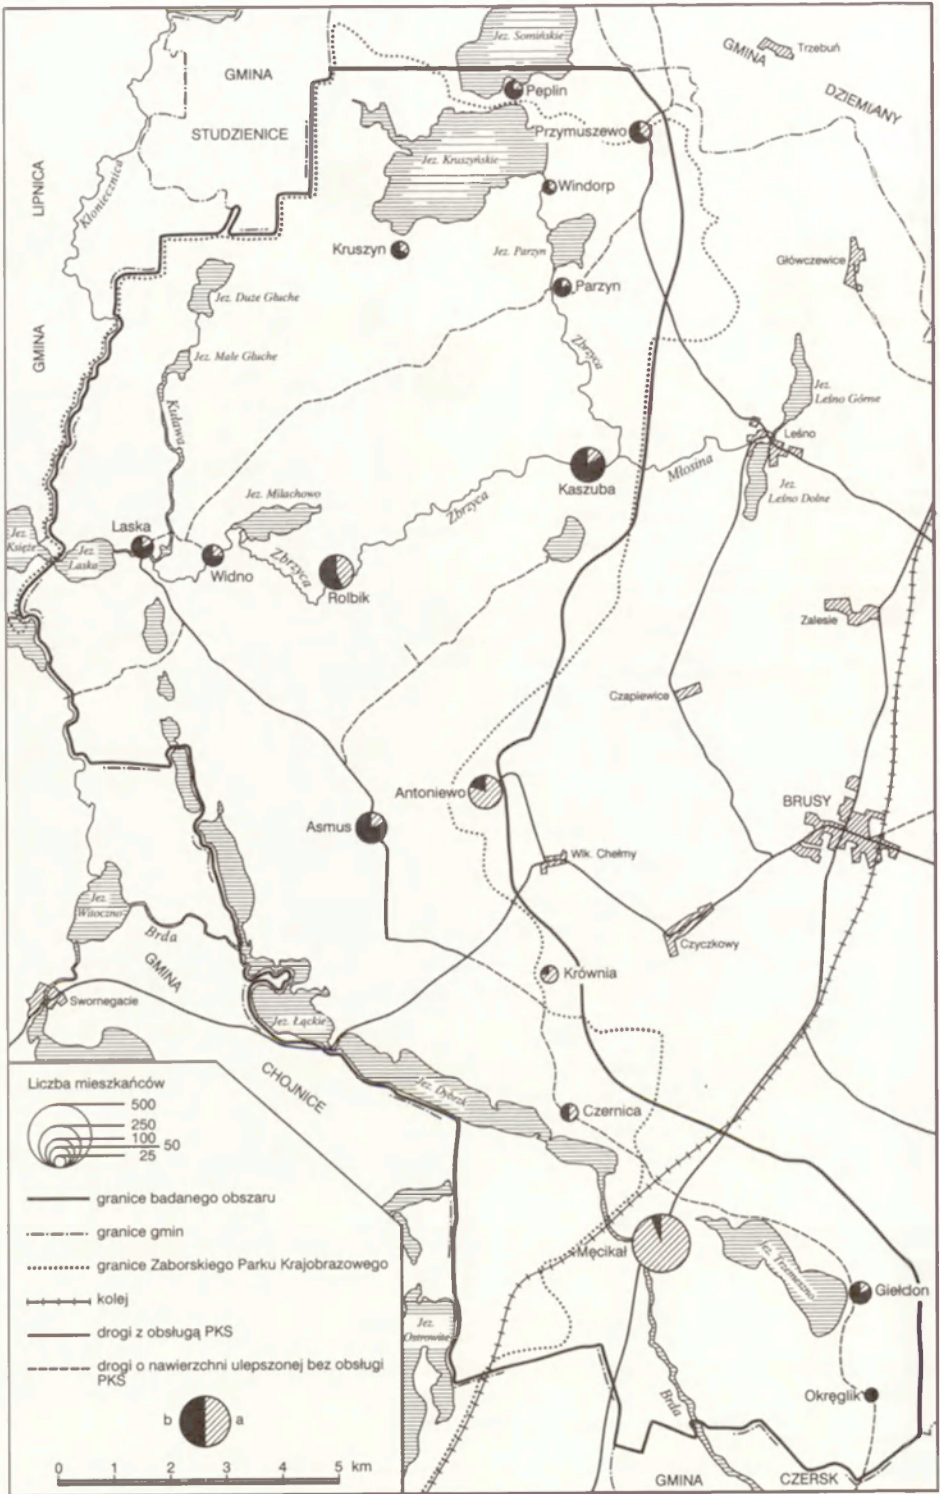 Jez. Somińskie
GMINA
Trzebuń
GMINA
STUDZIENICE
DZIEMIANY
Peplin
Przymuszewo
Jez. Kruszyńskie
LIPNICA
GMINA
Kłoniecznica
Windorp
Kruszyn
Jez. Parzyn
Główczewice
Parzyn
Jez. Duże Głuche
Jez. Małe Głuche
Zbrzyca
Jez.
Leśno Górne
Kulawa
Leśno
Młosina
Kaszuba
Jez.
Leśno Dolne
Jez. Milachowo
Zbrzyca
Laska
Jez.
Księże
Jez.
Laska
Widno
Zbrzyca
Rolbik
Zalesie
Czapiewice
Antoniewo
BRUSY
Asmus
Wlk. Chełmy
Jez.
Witoczno
Brda
Czyczkowy
GMINA
Krównia
Swornegacie
Jez. Łąckie
CHOJNICE
Jez. Dybrzk
Czernica
Liczba mieszkańców
500
250
100
50
25
granice badanego obszaru
granice gmin
granice Zaborskiego Parku Krajobrazowego
kolej
drogi z obsługą PKS
drogi o nawierzchni ulepszonej bez obsługi
PKS
b a
0 1 2 3 4 5 km
Męcikał
Jez. Trzemeszno
Giełdon
Jez.
Ostrowite
Okręglik
Brda
GMINA CZERSK